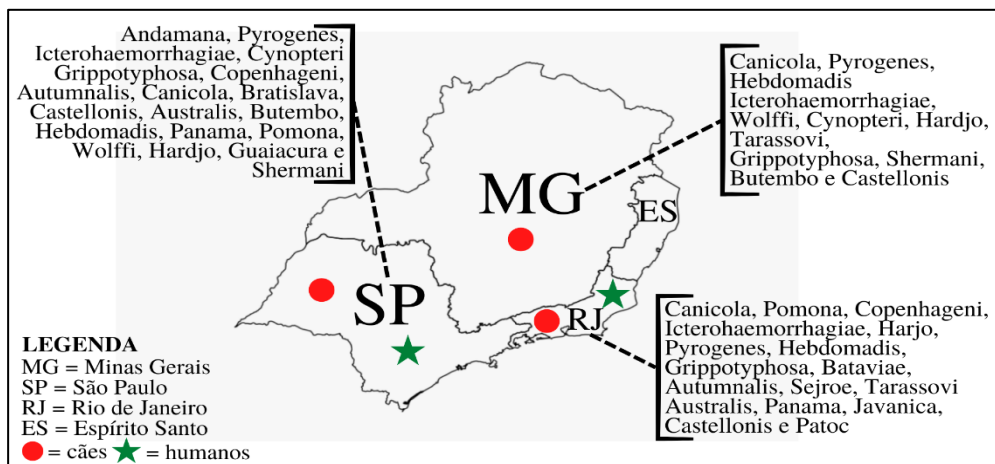 Andamana, Pyrogenes,
Icterohaemorrhagiae, Cynopteri
Grippotyphosa, Copenhageni,
Autumnalis, Canicola, Bratislava,
Castellonis, Australis, Butembo,
Hebdomadis, Panama, Pomona,
Wolffi, Hardjo, Guaiacura e
Shermani
Canicola, Pyrogenes,
Hebdomadis
Icterohaemorrhagiae,
Wolffi, Cynopteri, Hardjo,
Tarassovi,
Grippotyphosa, Shermani,
Butembo e Castellonis
MG
ES
SP
RJ
Canicola, Pomona, Copenhageni,
Icterohaemorrhagiae, Harjo,
Pyrogenes, Hebdomadis,
Grippotyphosa, Bataviae,
Autumnalis, Sejroe, Tarassovi
Australis, Panama, Javanica,
Castellonis e Patoc
LEGENDA
MG = Minas Gerais
SP = São Paulo
RJ = Rio de Janeiro
ES = Espírito Santo
= cães = humanos